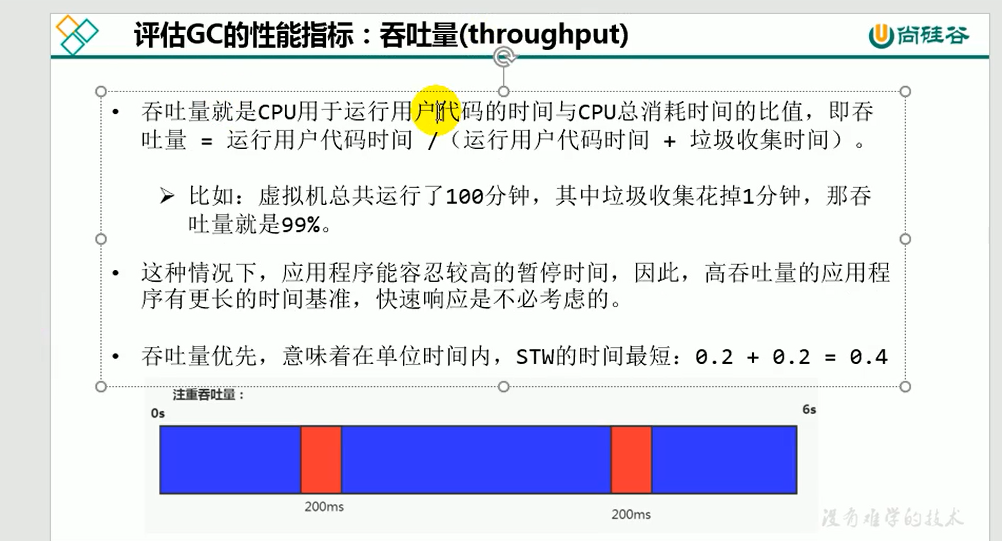 评估GC的性能指标：吞吐量(throughput)
尚硅谷
• 吞吐量就是CPU用于运行用户代码的时间与CPU总消耗时间的比值，即吞
吐量 = 运行用户代码时间 /（运行用户代码时间 + 垃圾收集时间）。
➢ 比如：虚拟机总共运行了100分钟，其中垃圾收集花掉1分钟，那吞
吐量就是99%。
• 这种情况下，应用程序能容忍较高的暂停时间，因此，高吞吐量的应用程
序有更长的时间基准，快速响应是不必考虑的。
• 吞吐量优先，意味着在单位时间内，STW的时间最短：0.2 + 0.2 = 0.4
注重吞吐量：
0s
6s
200ms
200ms
没有难学的技术